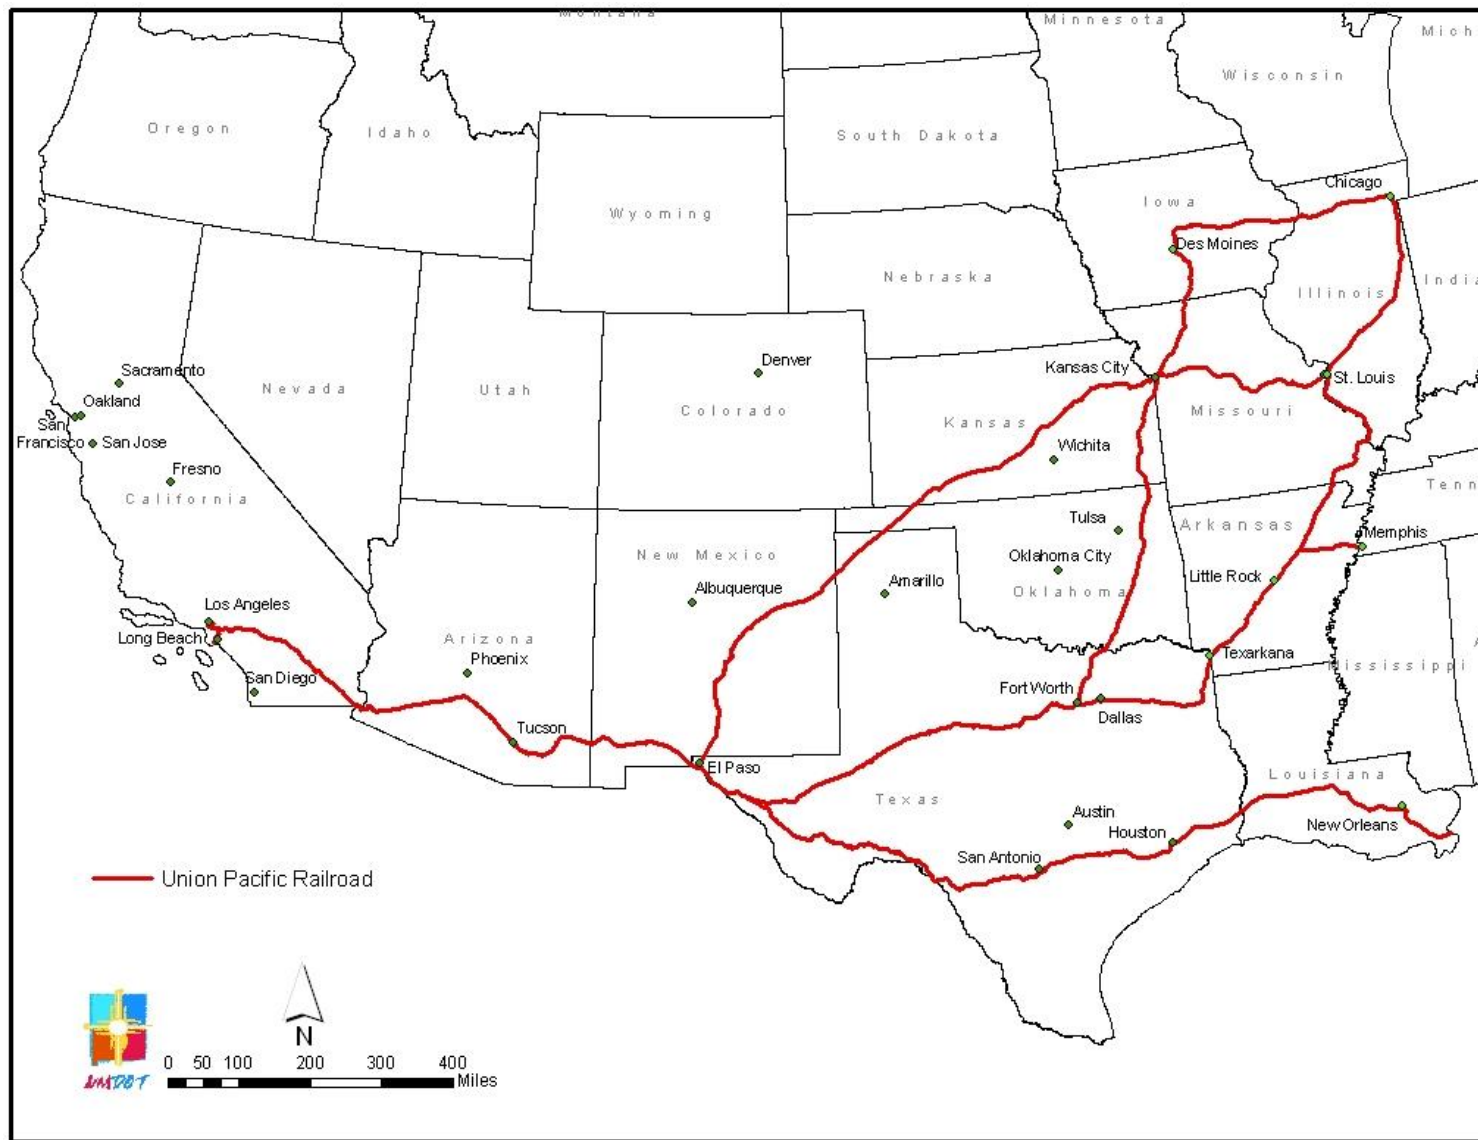 Montana
Minnesota
Mich
Wisconsin
Oregon
Idaho
South Dakota
Chicago
Iowa
Wyoming
Des Moines
Nebraska
Illinois
India
Denver
Sacramento
Kansas City
St. Louis
Nevada
Utah
Colorado
Oakland
San
Francisco
San Jose
Kansas
Missouri
Wichita
Fresno
California
Tenn
Tulsa
Arkansas
Memphis
New Mexico
Oklahoma City
Little Rock
Albuquerque
Amarillo
Oklahoma
Los Angeles
Long Beach
Arizona
Phoenix
Texarkana
Mississippi
San Diego
Fort Worth
Dallas
Tucson
El Paso
Louisiana
Texas
Austin
Houston
New Orleans
San Antonio
Union Pacific Railroad
N
0 50 100 200 300 400
Miles
NMDOT